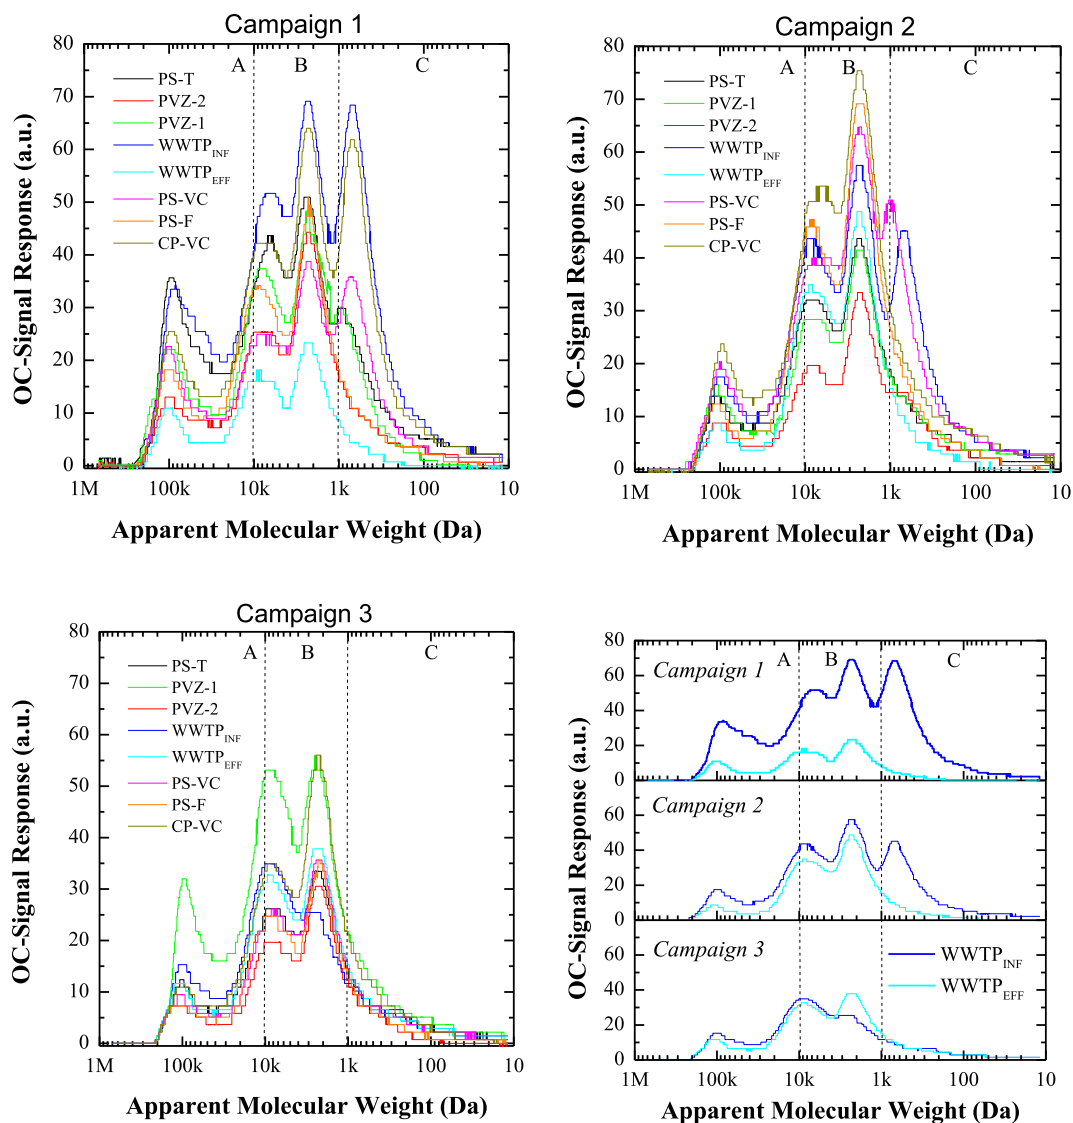 Campaign 1
80
70
60
50
40
30
20
10
0
A B C
PS-T
PVZ-2
PVZ-1
WWTP_INF
WWTP_EFF
PS-VC
PS-F
CP-VC
OC-Signal Response (a.u.)
1M 100k 10k 1k 100 10
Apparent Molecular Weight (Da)
Campaign 2
80
70
60
50
40
30
20
10
0
A B C
PS-T
PVZ-1
PVZ-2
WWTP_INF
WWTP_EFF
PS-VC
PS-F
CP-VC
OC-Signal Response (a.u.)
1M 100k 10k 1k 100 10
Apparent Molecular Weight (Da)
Campaign 3
80
70
60
50
40
30
20
10
0
A B C
PS-T
PVZ-1
PVZ-2
WWTP_INF
WWTP_EFF
PS-VC
PS-F
CP-VC
OC-Signal Response (a.u.)
1M 100k 10k 1k 100 10
Apparent Molecular Weight (Da)
A B C
Campaign 1
80
60
40
20
0
Campaign 2
60
40
20
0
Campaign 3
60
40
20
0
WWTP_INF
WWTP_EFF
OC-Signal Response (a.u.)
1M 100k 10k 1k 100 10
Apparent Molecular Weight (Da)